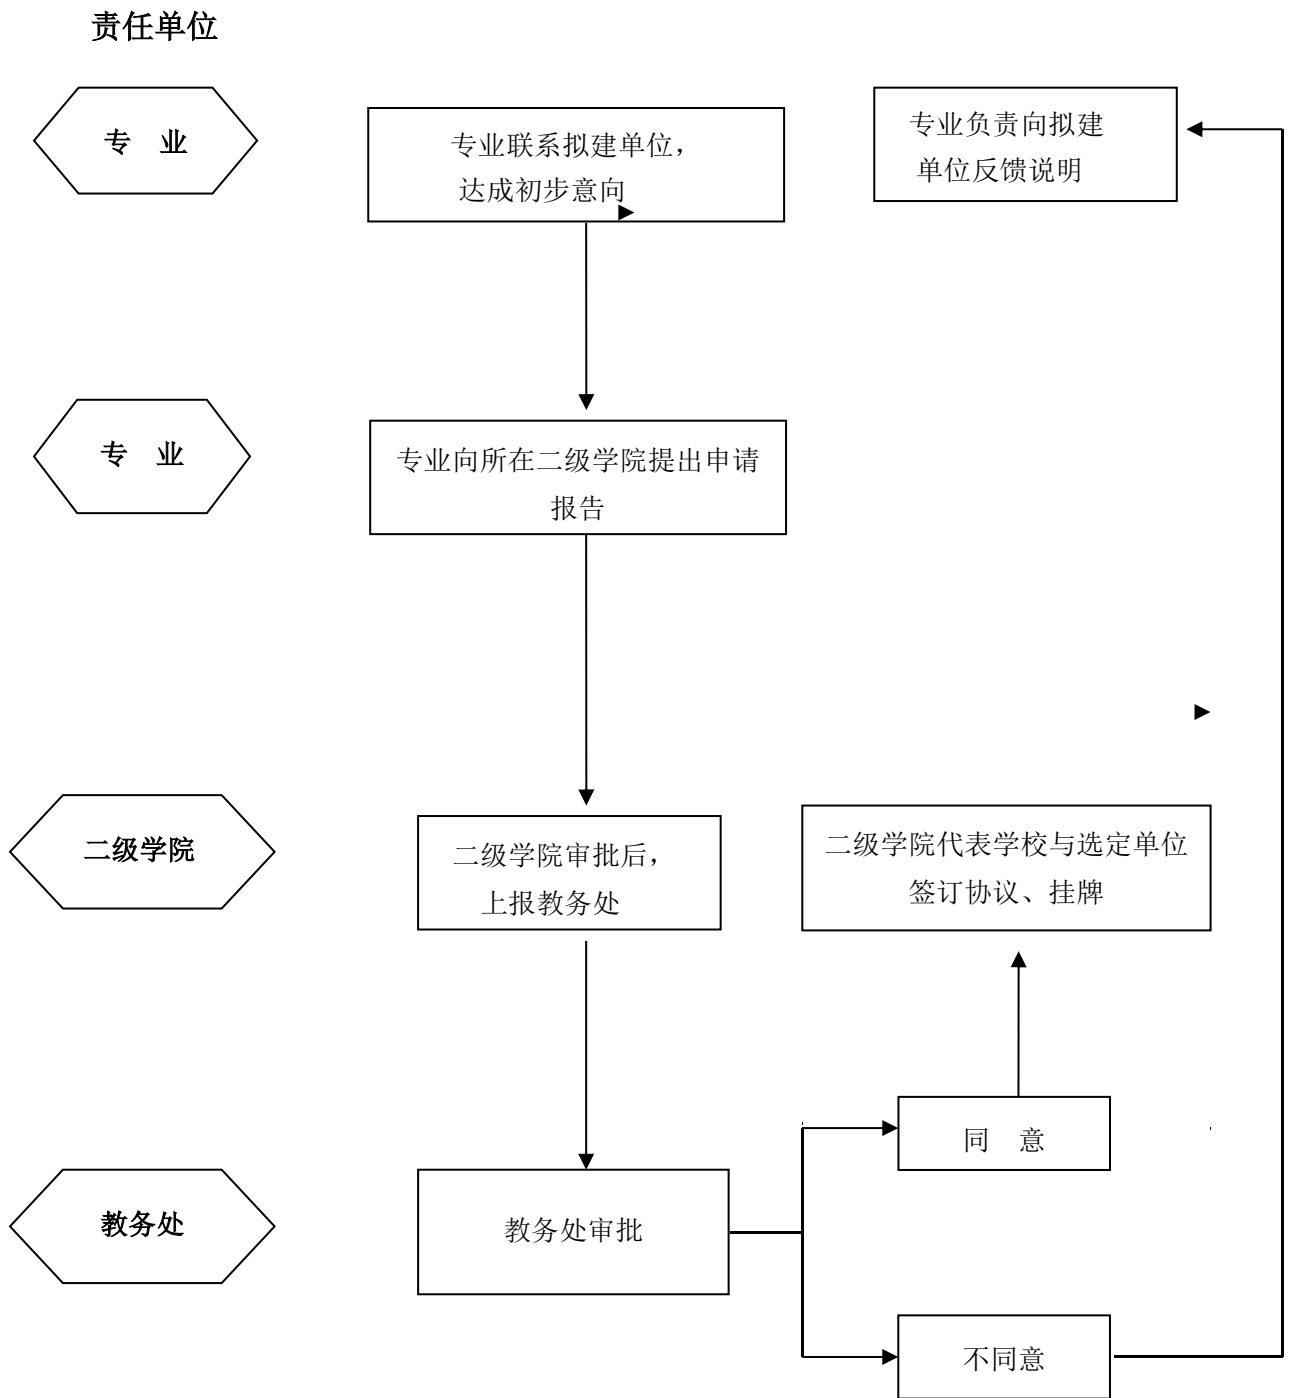 责任单位
专 业
专业联系拟建单位，
达成初步意向
专业负责向拟建
单位反馈说明
专 业
专业向所在二级学院提出申请
报告
二级学院
二级学院审批后，
上报教务处
二级学院代表学校与选定单位
签订协议、挂牌
同 意
教务处
教务处审批
不同意